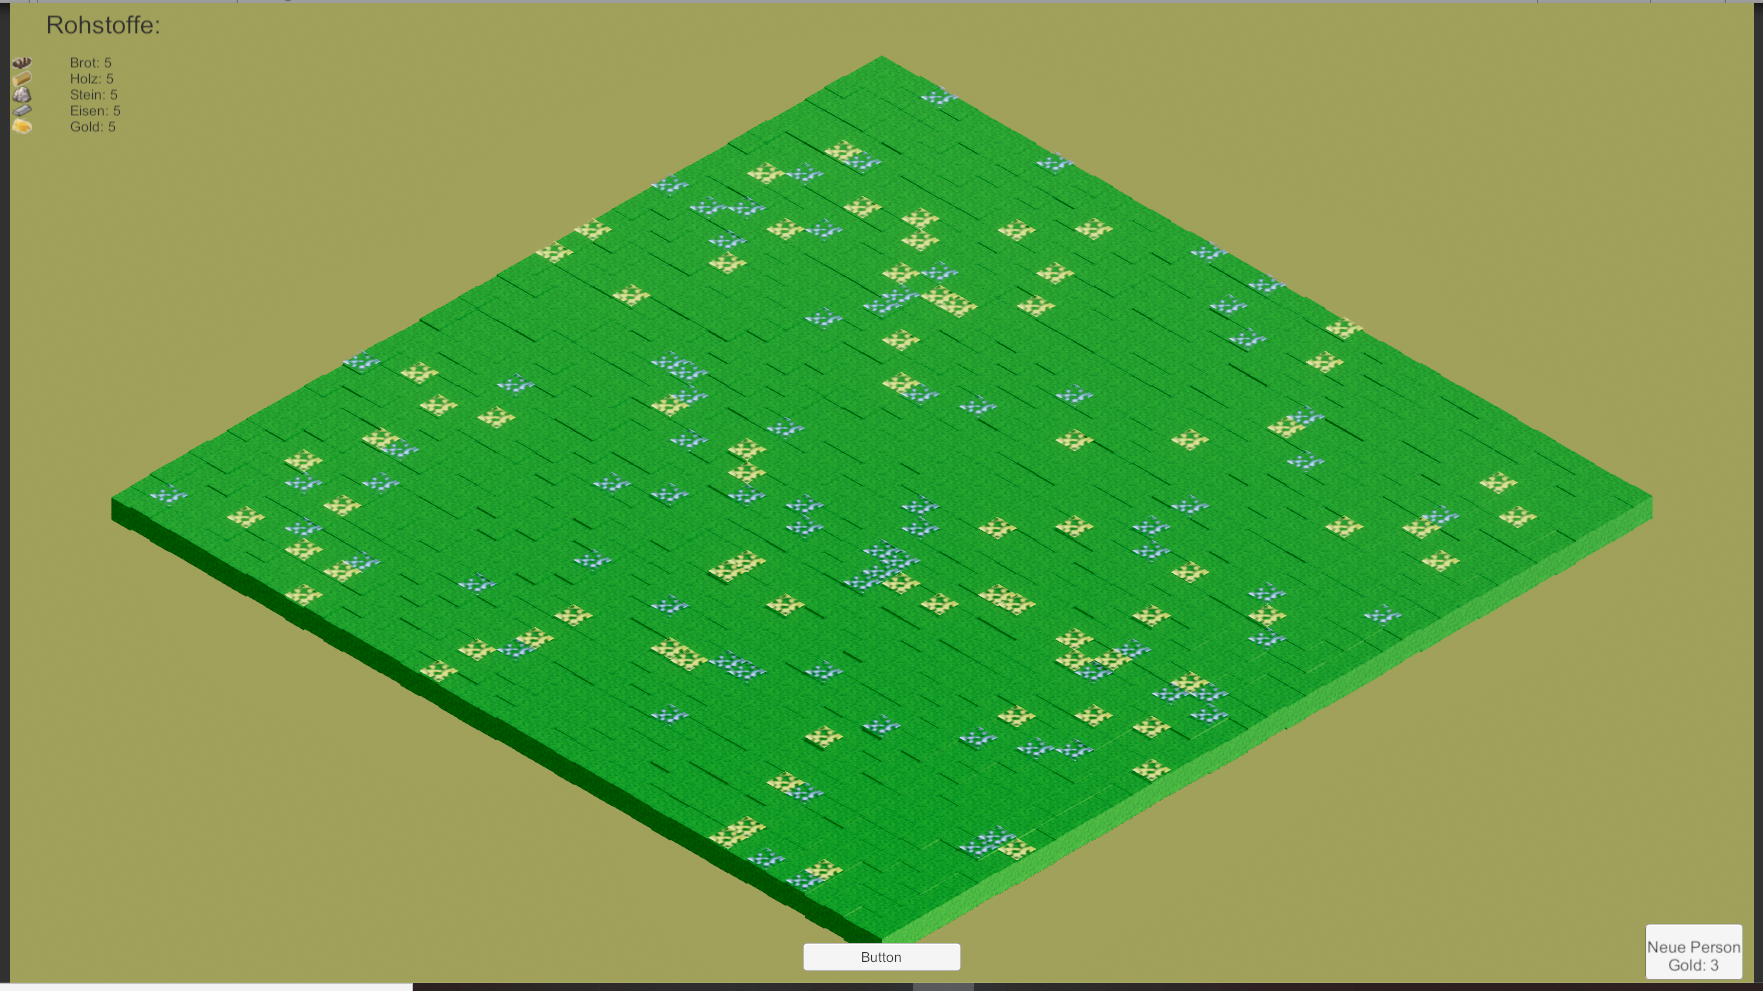 Rohstoffe:
Brot: 5
Holz: 5
Stein: 5
Eisen: 5
Gold: 5
Button
Neue Person
Gold: 3